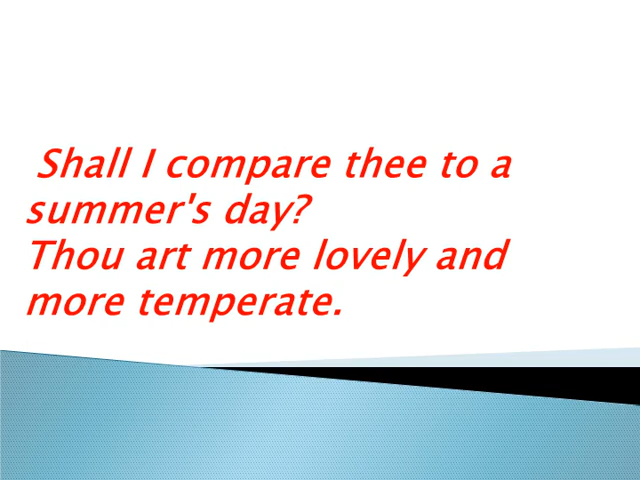 Shall I compare thee to a
summer's day?
Thou art more lovely and
more temperate.